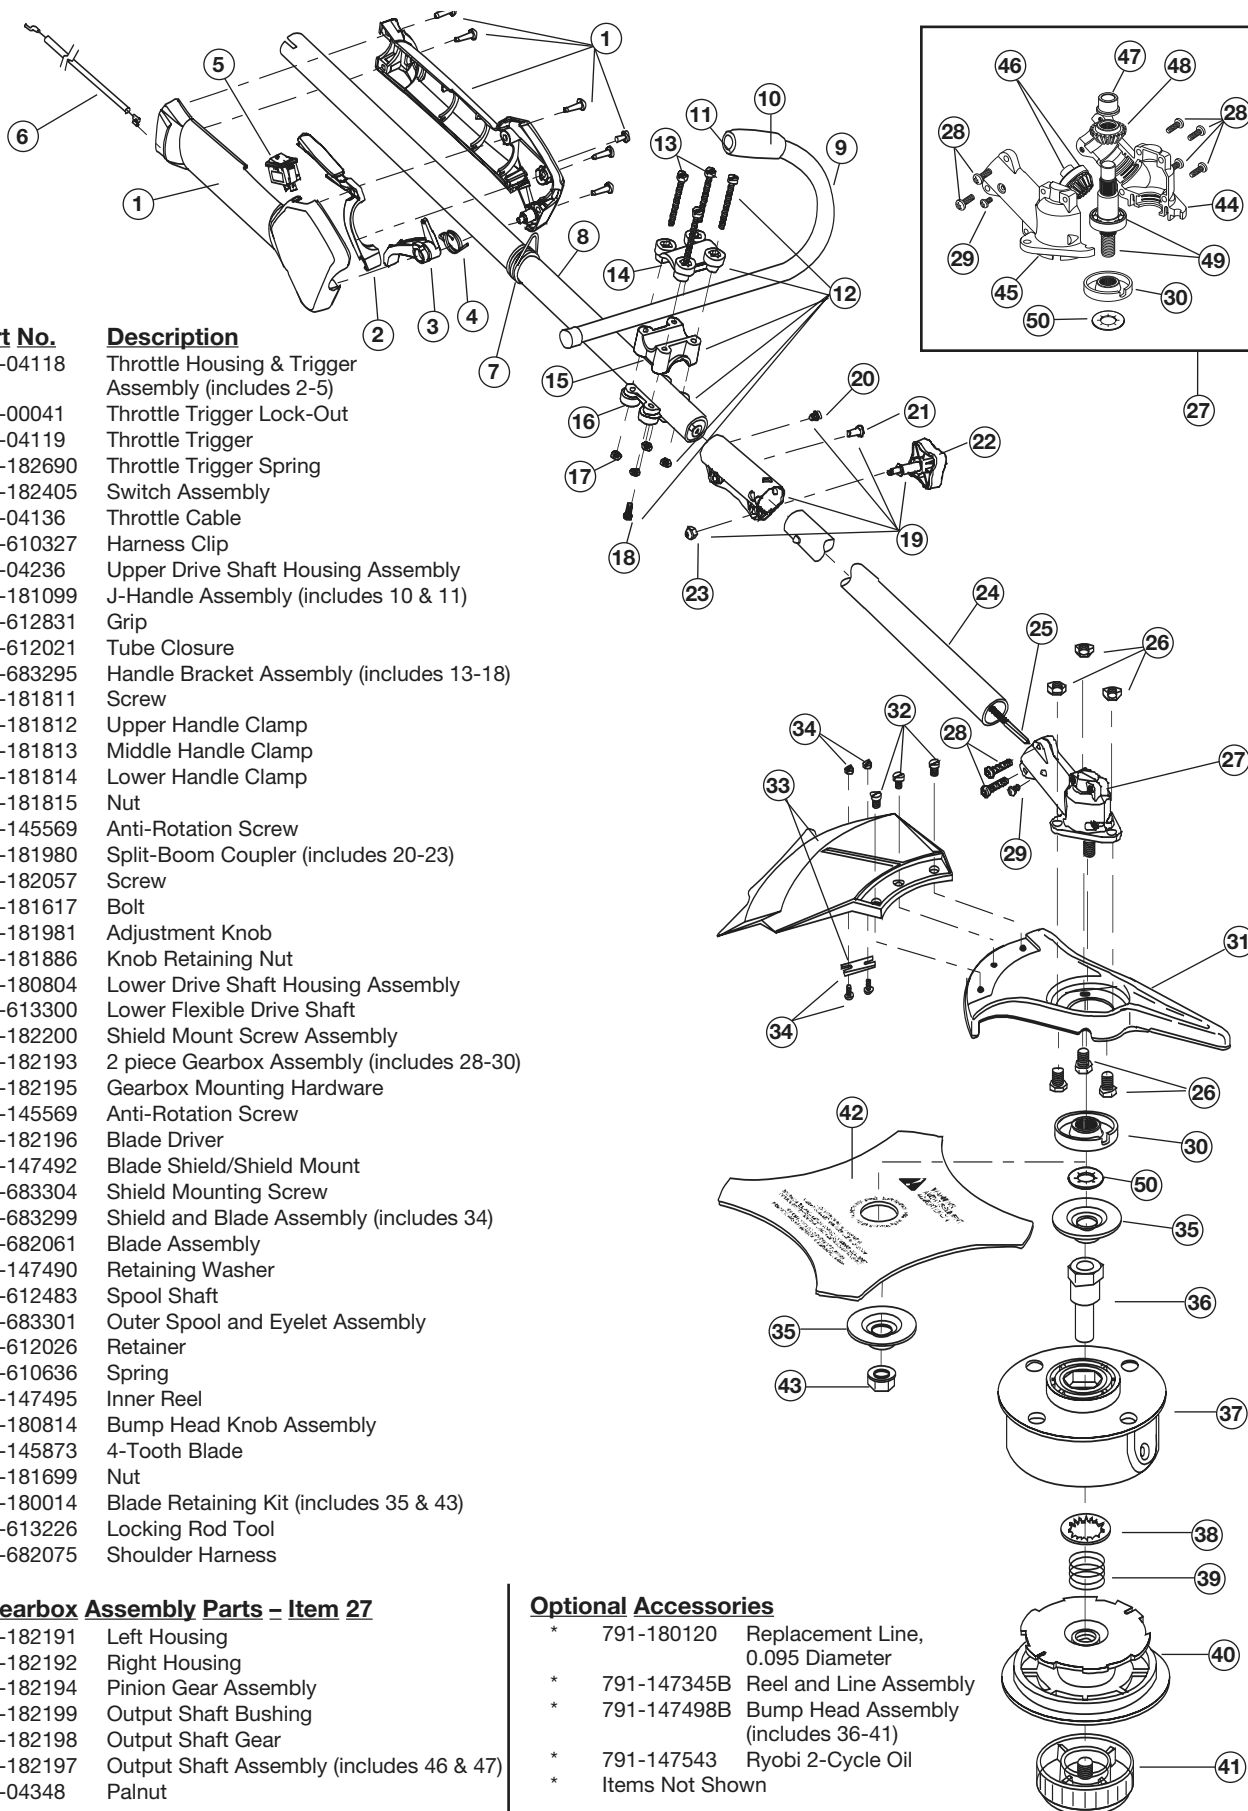 1
5
6
1
2
3
4
7
8
11
10
13
9
14
12
15
16
17
18
20
21
22
19
23
24
25
26
46
47
48
28
28
29
44
45
49
30
50
27
34
32
28
27
33
29
31
34
26
42
30
50
35
36
35
43
37
38
39
40
41
rt No. Description
-04118 Throttle Housing & Trigger
Assembly (includes 2-5)
-00041 Throttle Trigger Lock-Out
-04119 Throttle Trigger
-182690 Throttle Trigger Spring
-182405 Switch Assembly
-04136 Throttle Cable
-610327 Harness Clip
-04236 Upper Drive Shaft Housing Assembly
-181099 J-Handle Assembly (includes 10 & 11)
-612831 Grip
-612021 Tube Closure
-683295 Handle Bracket Assembly (includes 13-18)
-181811 Screw
-181812 Upper Handle Clamp
-181813 Middle Handle Clamp
-181814 Lower Handle Clamp
-181815 Nut
-145569 Anti-Rotation Screw
-181980 Split-Boom Coupler (includes 20-23)
-182057 Screw
-181617 Bolt
-181981 Adjustment Knob
-181886 Knob Retaining Nut
-180804 Lower Drive Shaft Housing Assembly
-613300 Lower Flexible Drive Shaft
-182200 Shield Mount Screw Assembly
-182193 2 piece Gearbox Assembly (includes 28-30)
-182195 Gearbox Mounting Hardware
-145569 Anti-Rotation Screw
-182196 Blade Driver
-147492 Blade Shield/Shield Mount
-683304 Shield Mounting Screw
-683299 Shield and Blade Assembly (includes 34)
-682061 Blade Assembly
-147490 Retaining Washer
-612483 Spool Shaft
-683301 Outer Spool and Eyelet Assembly
-612026 Retainer
-610636 Spring
-147495 Inner Reel
-180814 Bump Head Knob Assembly
-145873 4-Tooth Blade
-181699 Nut
-180014 Blade Retaining Kit (includes 35 & 43)
-613226 Locking Rod Tool
-682075 Shoulder Harness
earbox Assembly Parts – Item 27
-182191 Left Housing
-182192 Right Housing
-182194 Pinion Gear Assembly
-182199 Output Shaft Bushing
-182198 Output Shaft Gear
-182197 Output Shaft Assembly (includes 46 & 47)
-04348 Palnut
Optional Accessories
* 791-180120 Replacement Line,
0.095 Diameter
* 791-147345B Reel and Line Assembly
* 791-147498B Bump Head Assembly
(includes 36-41)
* 791-147543 Ryobi 2-Cycle Oil
* Items Not Shown